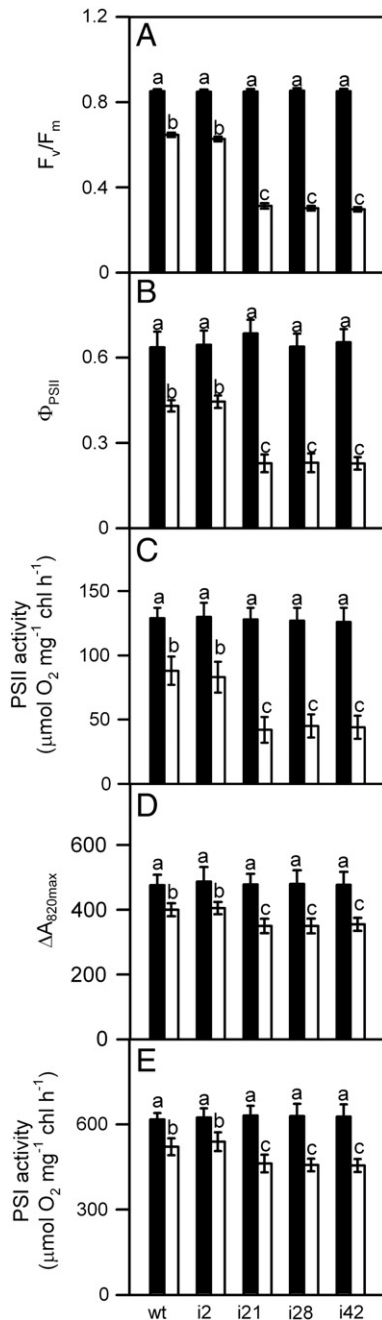 A
1.2
0.8
0.4
0
Fv/Fm
a a a a a
b b c c c
B
0.6
0.3
0
ΦPSII
a a a a a
b b c c c
C
150
100
50
0
PSII activity
(μmol O2 mg-1 chl h-1)
a a a a a
b b c c c
D
600
400
200
0
ΔA820max
a a a a a
b b c c c
E
600
300
0
PSI activity
(μmol O2 mg-1 chl h-1)
a a a a a
b b c c c
wt i2 i21 i28 i42